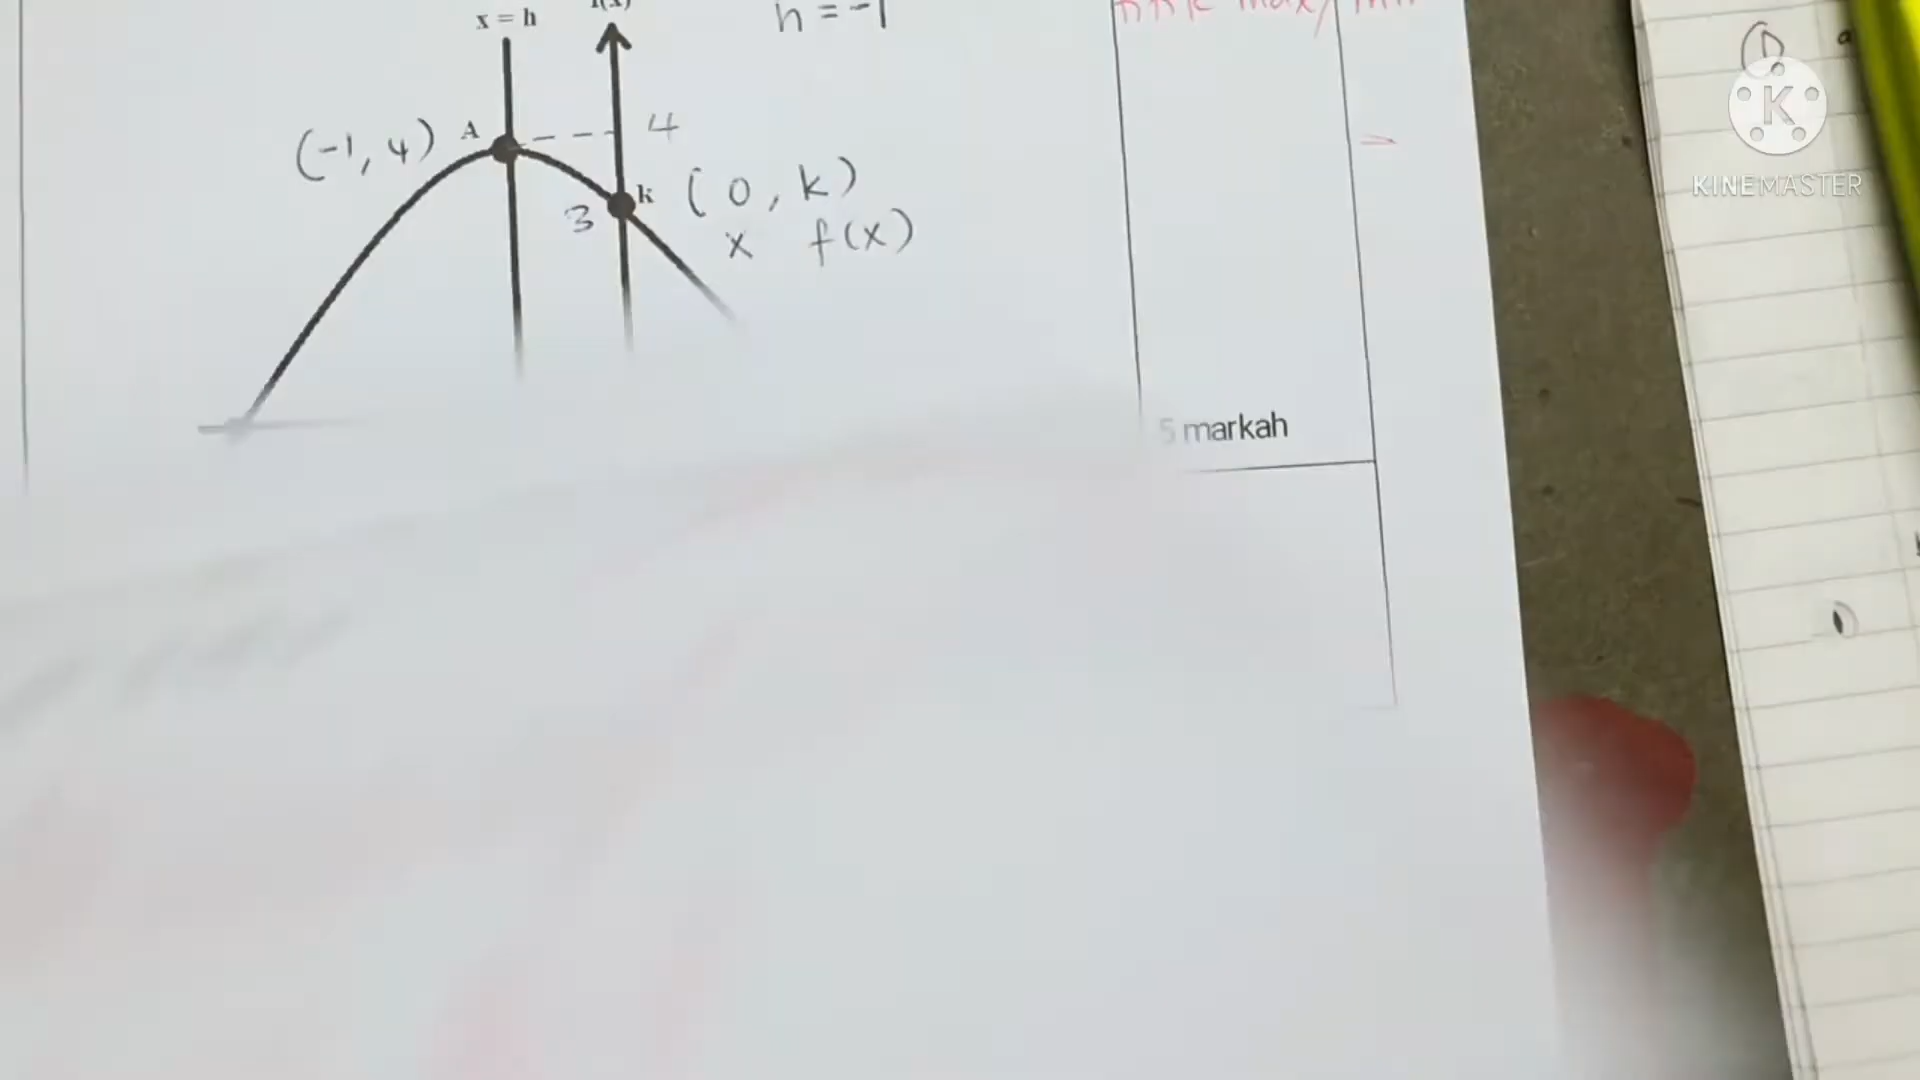 x = h
f(x)
h = -1
(-1, 4) A
4
k (0, k)
3
x f(x)
5 markah
KINEMASTER